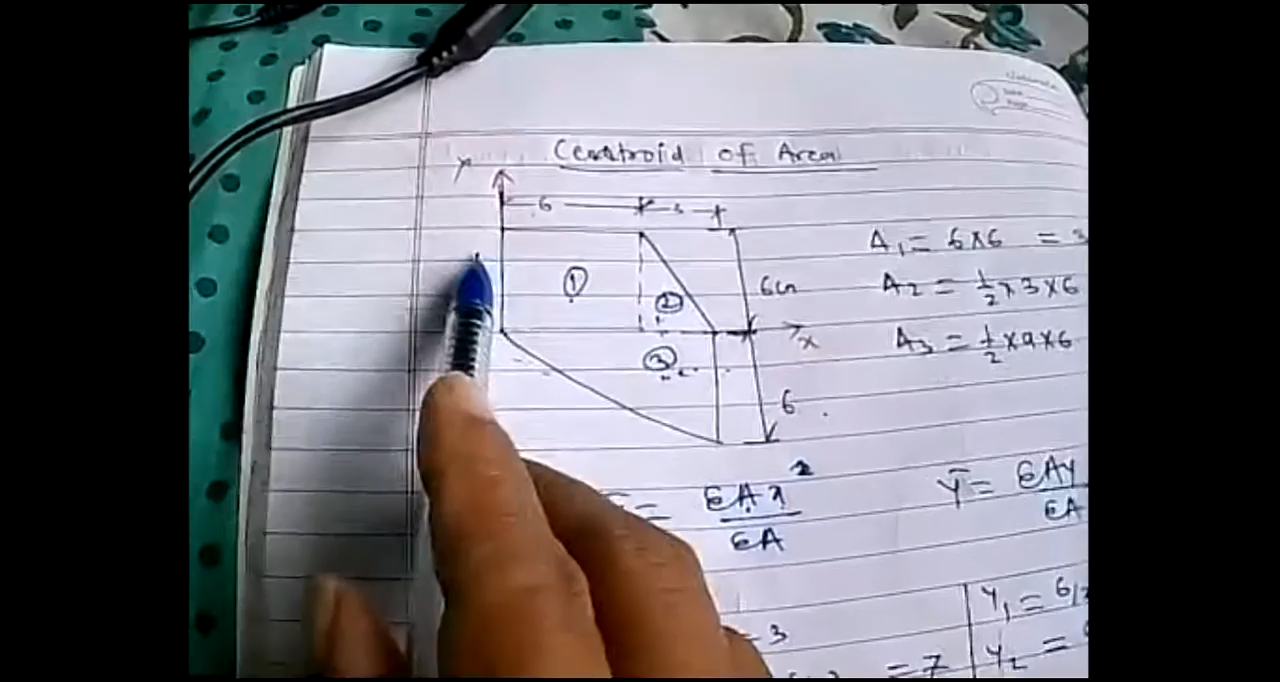 Centroid of Area
Y
6 3
A₁ = 6×6 = 3
① 6cm
② A₂ = ½×3×6
x
③ A₃ = ½×9×6
6
= ΣAx / ΣA
ȳ = ΣAy / ΣA
Y₁ = 6/
3
= 7 Y₂ =